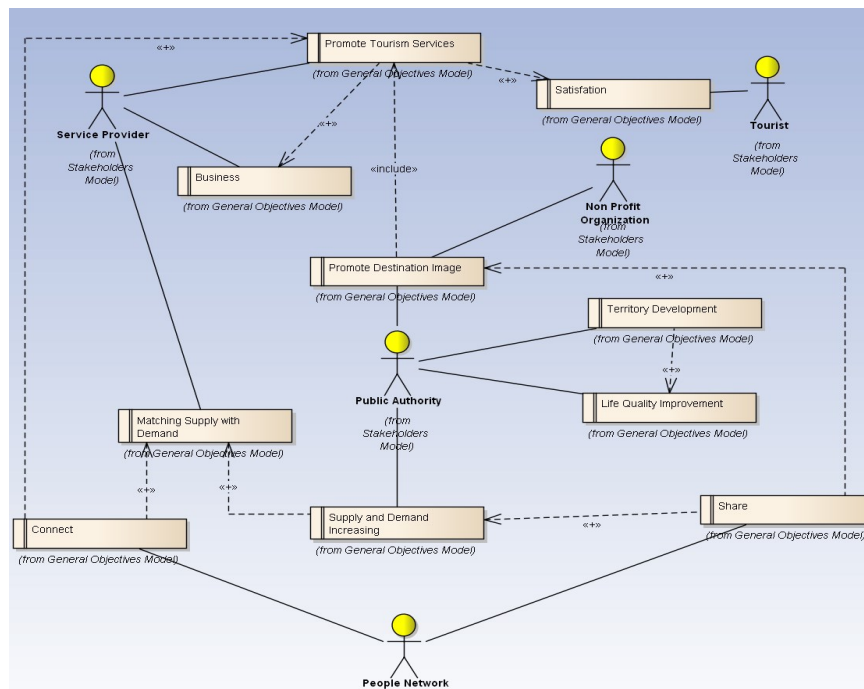 Promote Tourism Services
(from General Objectives Model)
«+»
«+»
Satisfation
(from General Objectives Model)
Tourist
(from
Stakeholders
Model)
Service Provider
(from
Stakeholders
Model)
«+»
Business
(from General Objectives Model)
«include»
Non Profit
Organization
(from
Stakeholders
Model)
Promote Destination Image
(from General Objectives Model)
«+»
Territory Development
(from General Objectives Model)
«+»
Life Quality Improvement
(from General Objectives Model)
Public Authority
(from
Stakeholders
Model)
Matching Supply with
Demand
(from General Objectives Model)
«+»
«+»
Connect
(from General Objectives Model)
Supply and Demand
Increasing
(from General Objectives Model)
«+»
Share
(from General Objectives Model)
People Network